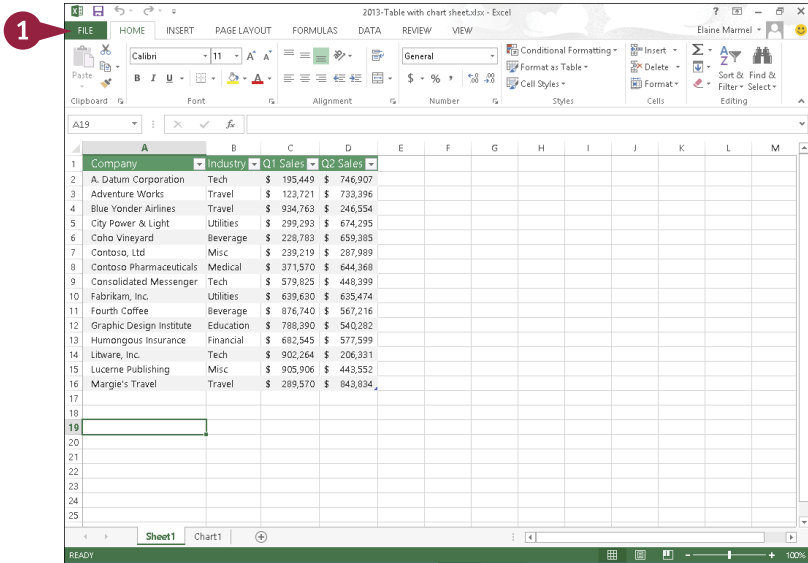 2013-Table with chart sheet.xlsx - Excel
?
1
FILE HOME INSERT PAGE LAYOUT FORMULAS DATA REVIEW VIEW Elaine Marmel
Paste
Calibri 11 A A
B I U A
General
$ % , .00 .0
Conditional Formatting
Format as Table
Cell Styles
Insert
Delete
Format
Σ
A Z
Sort & Filter
Find & Select
Clipboard Font Alignment Number Styles Cells Editing
A19 fx
A B C D E F G H I J K L M
1 Company Industry Q1 Sales Q2 Sales
2 A. Datum Corporation Tech $ 195,449 $ 746,907
3 Adventure Works Travel $ 123,721 $ 733,396
4 Blue Yonder Airlines Travel $ 934,763 $ 246,554
5 City Power & Light Utilities $ 299,293 $ 674,295
6 Coho Vineyard Beverage $ 228,783 $ 659,385
7 Contoso, Ltd Misc $ 239,219 $ 287,989
8 Contoso Pharmaceuticals Medical $ 371,570 $ 644,368
9 Consolidated Messenger Tech $ 579,825 $ 448,399
10 Fabrikam, Inc. Utilities $ 639,630 $ 635,474
11 Fourth Coffee Beverage $ 876,740 $ 567,216
12 Graphic Design Institute Education $ 788,390 $ 540,282
13 Humongous Insurance Financial $ 682,545 $ 577,599
14 Litware, Inc. Tech $ 902,264 $ 206,331
15 Lucerne Publishing Misc $ 905,906 $ 443,552
16 Margie's Travel Travel $ 289,570 $ 843,834
17
18
19
20
21
22
23
24
25
Sheet1 Chart1
READY 100%